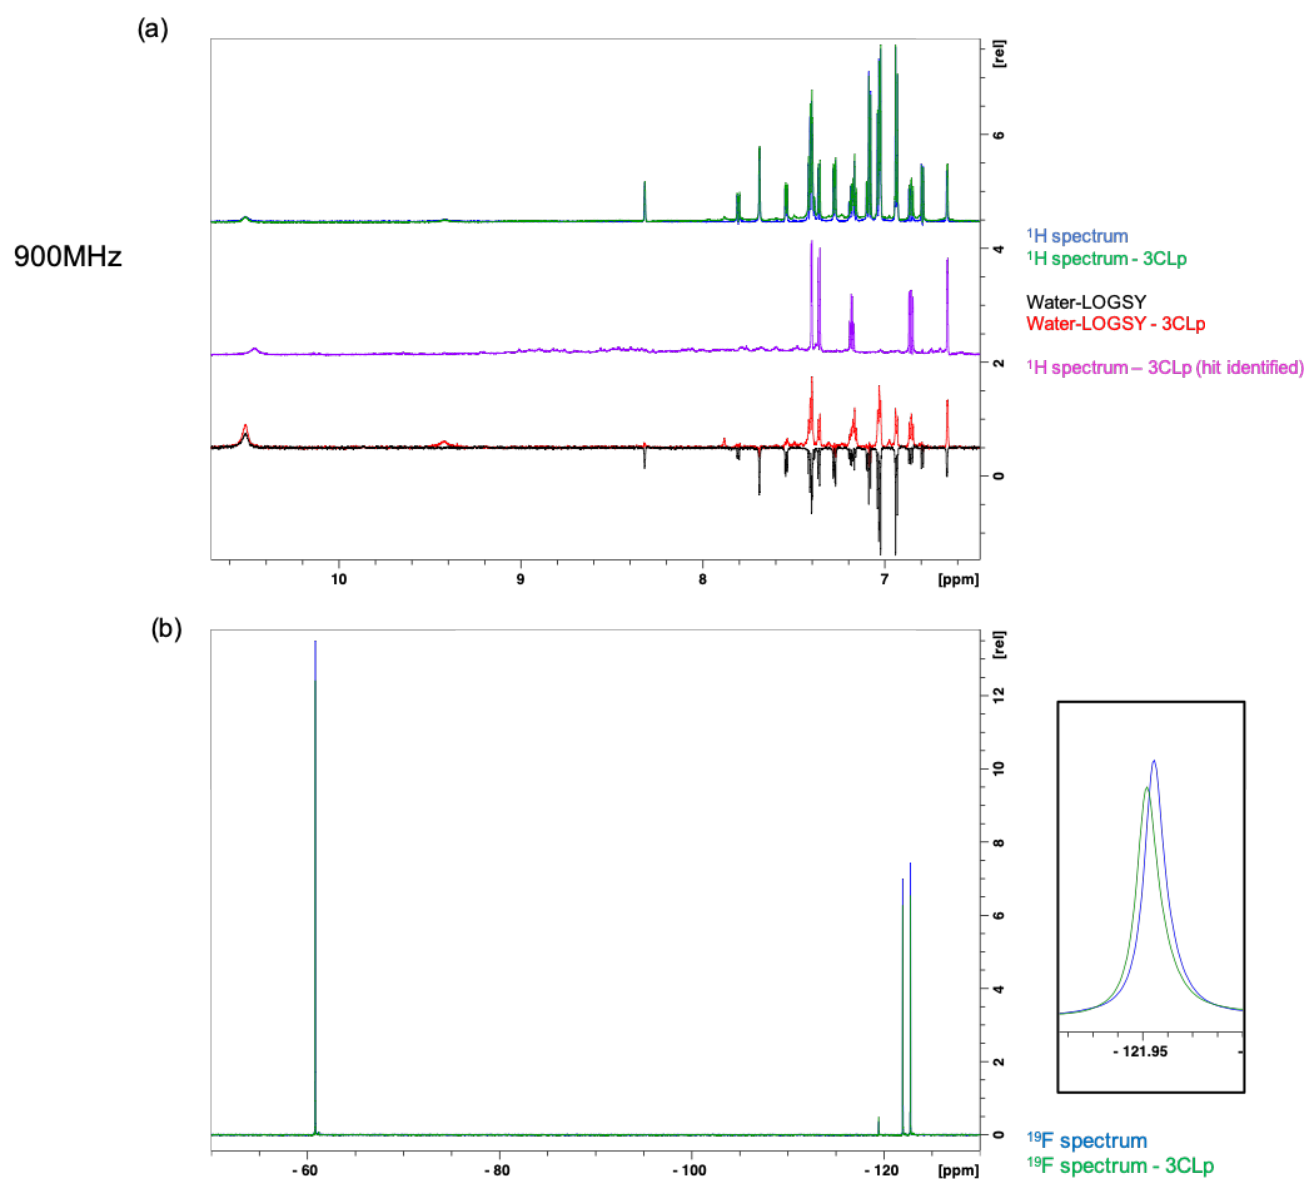 (a)
[rel]
6
4
2
0
900MHz
¹H spectrum
¹H spectrum - 3CLp
Water-LOGSY
Water-LOGSY - 3CLp
¹H spectrum – 3CLp (hit identified)
10 9 8 7 [ppm]
(b)
[rel]
12
10
8
6
4
2
0
- 121.95 -
- 60 - 80 - 100 - 120 [ppm]
¹⁹F spectrum
¹⁹F spectrum - 3CLp